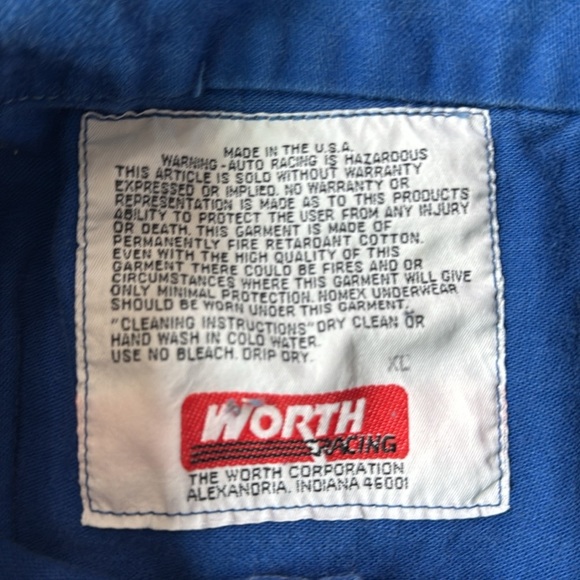 MADE IN THE U.S.A.
WARNING-AUTO RACING IS HAZARDOUS
THIS ARTICLE IS SOLD WITHOUT WARRANTY
EXPRESSED OR IMPLIED. NO WARRANTY OR
REPRESENTATION IS MADE AS TO THIS PRODUCTS
ABILITY TO PROTECT THE USER FROM ANY INJURY
OR DEATH. THIS GARMENT IS MADE OF
PERMANENTLY FIRE RETARDANT COTTON.
EVEN WITH THE HIGH QUALITY OF THIS
GARMENT THERE COULD BE FIRES AND OR
CIRCUMSTANCES WHERE THIS GARMENT WILL GIVE
ONLY MINIMAL PROTECTION. NOMEX UNDERWEAR
SHOULD BE WORN UNDER THIS GARMENT.
"CLEANING INSTRUCTIONS" DRY CLEAN OR
HAND WASH IN COLD WATER.
USE NO BLEACH. DRIP DRY.
XL
WORTH
RACING
THE WORTH CORPORATION
ALEXANDRIA, INDIANA 46001